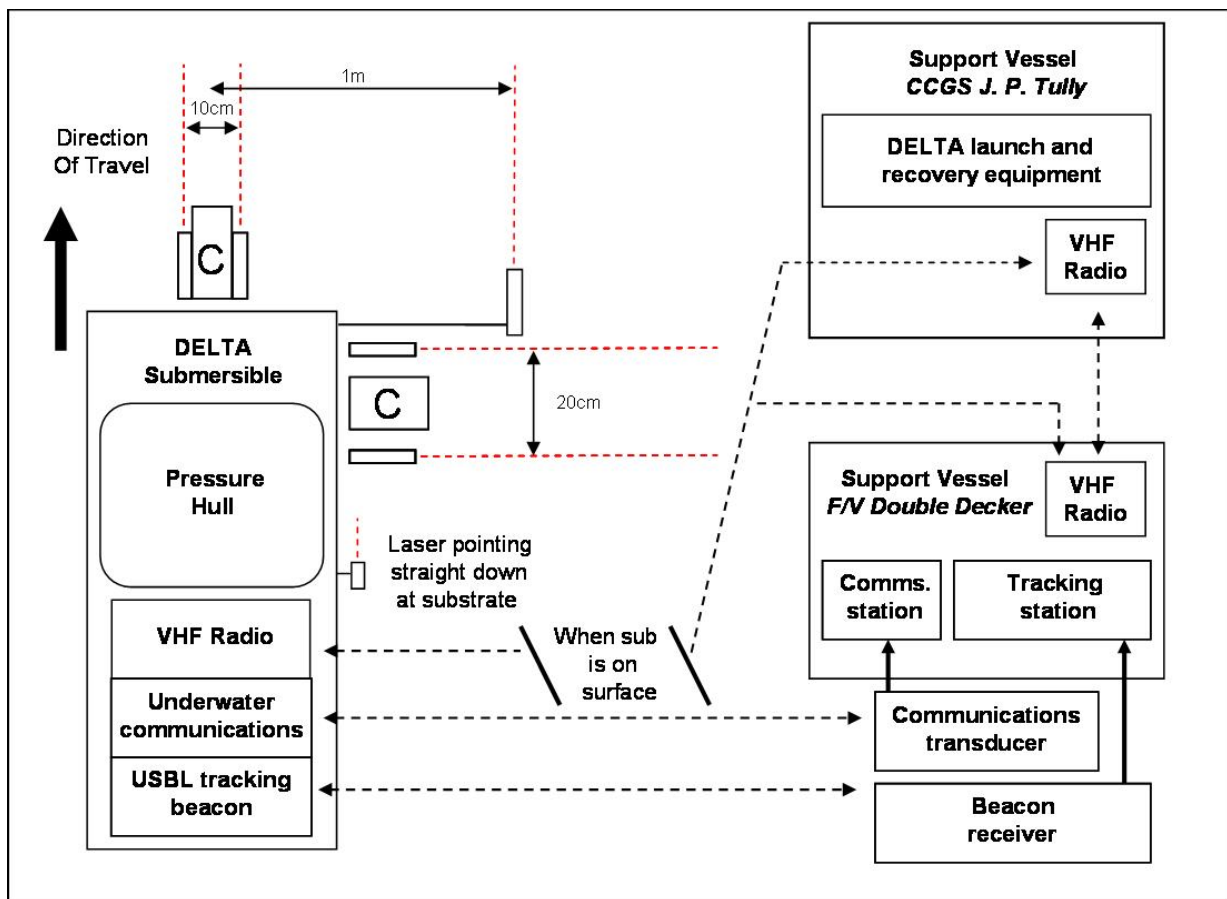 1m
10cm
Direction
Of Travel
C
DELTA
Submersible
C
20cm
Pressure
Hull
Laser pointing
straight down
at substrate
VHF Radio
When sub
is on
surface
Underwater
communications
USBL tracking
beacon
Support Vessel
CCGS J. P. Tully
DELTA launch and
recovery equipment
VHF
Radio
Support Vessel
F/V Double Decker
VHF
Radio
Comms.
station
Tracking
station
Communications
transducer
Beacon
receiver